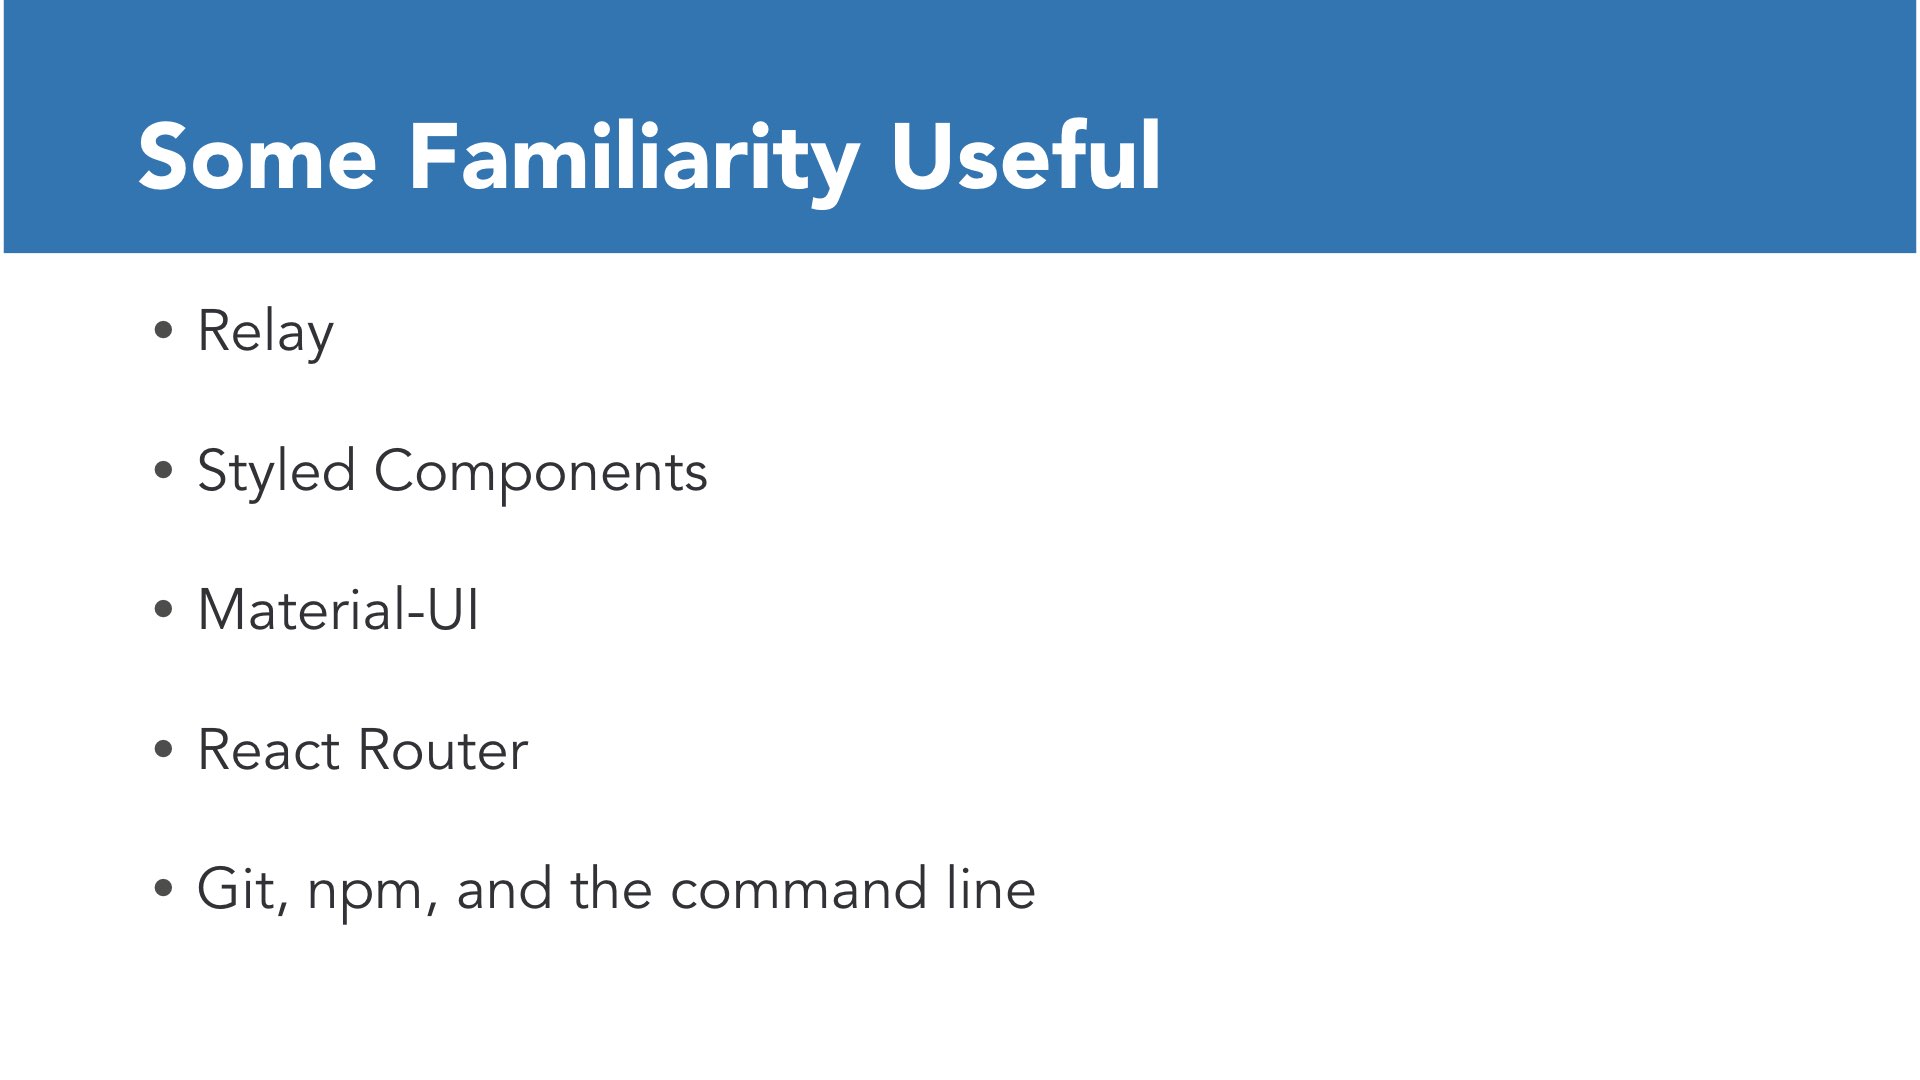 Some Familiarity Useful
• Relay
• Styled Components
• Material-UI
• React Router
• Git, npm, and the command line